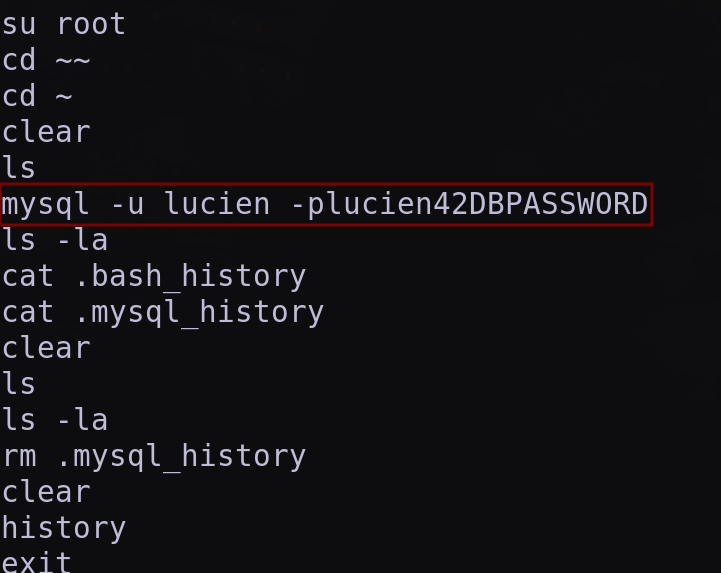 su root
cd ~~
cd ~
clear
ls
mysql -u lucien -plucien42DBPASSWORD
ls -la
cat .bash_history
cat .mysql_history
clear
ls
ls -la
rm .mysql_history
clear
history
exit